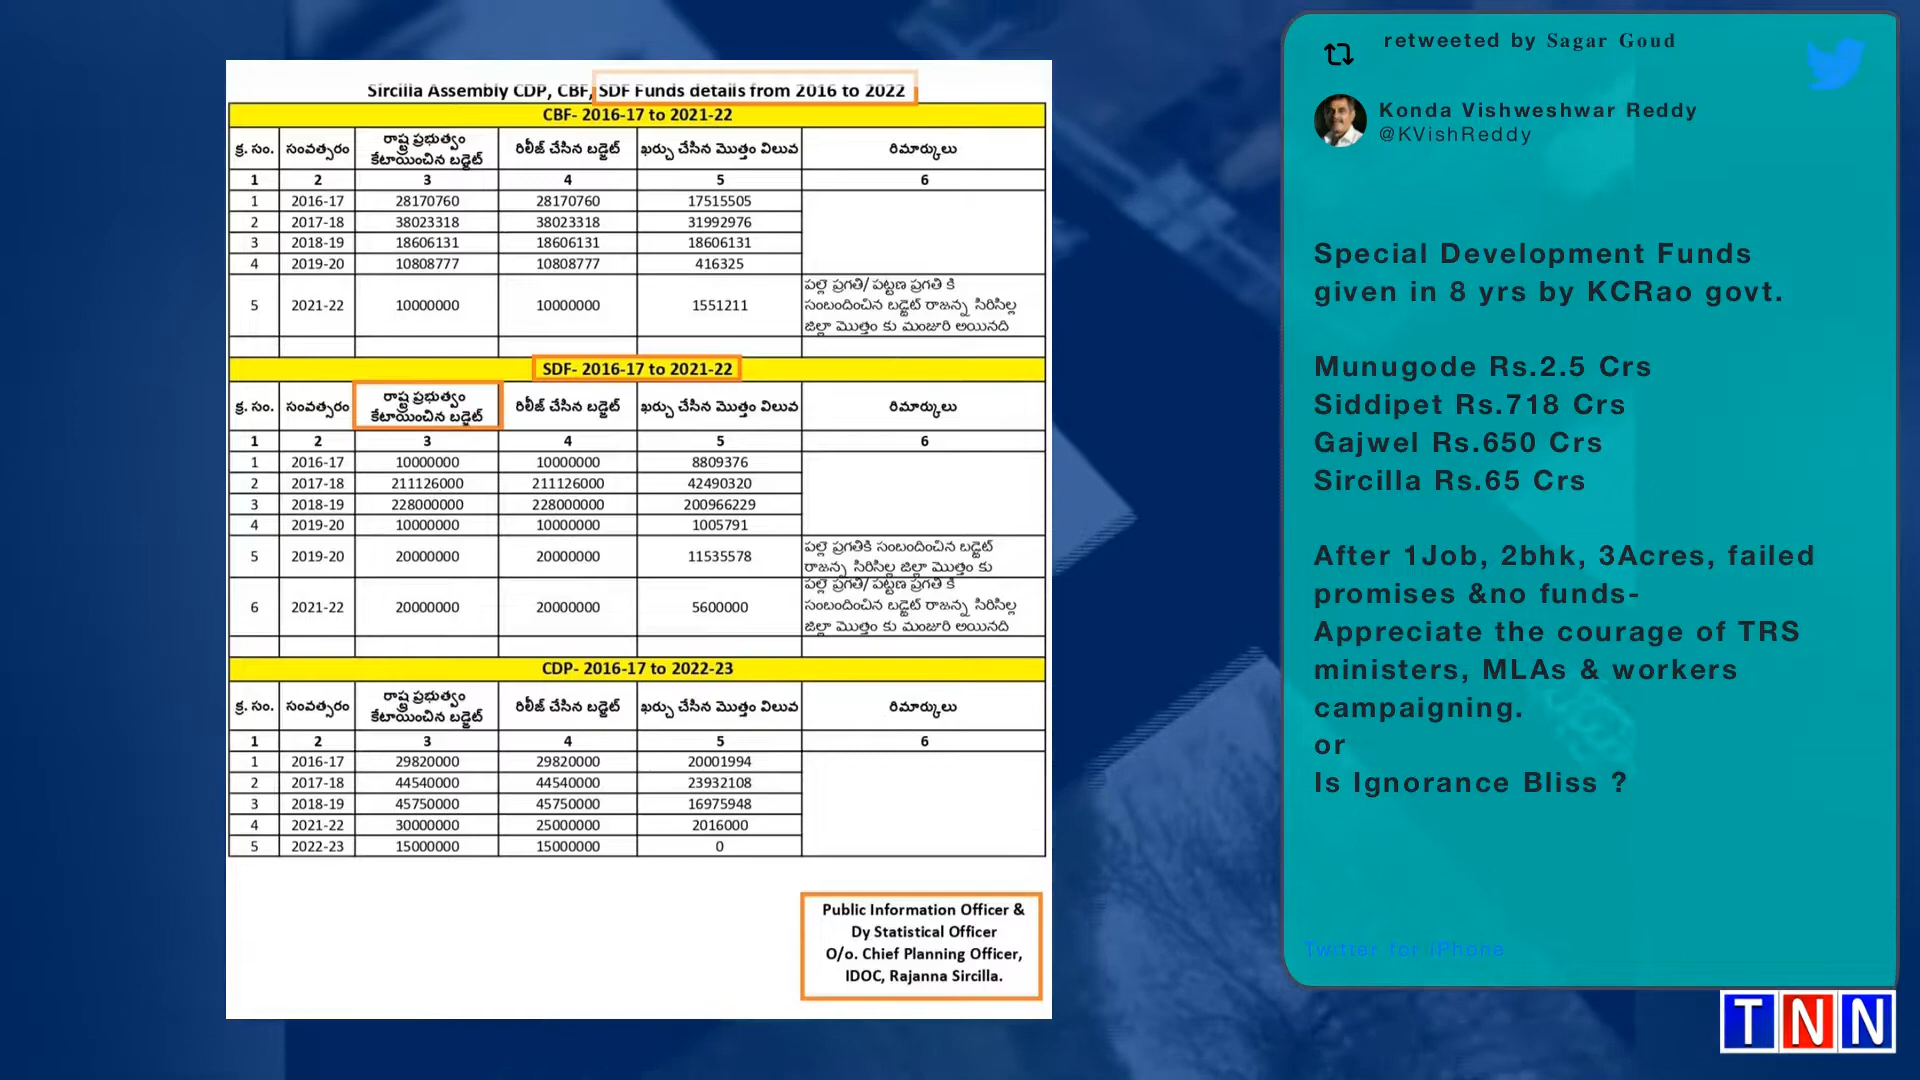 Sircilla Assembly CDP, CBF, SDF Funds details from 2016 to 2022
CBF- 2016-17 to 2021-22
క్ర. సం. సంవత్సరం రాష్ట్ర ప్రభుత్వం కేటాయించిన బడ్జెట్ రిలీజ్ చేసిన బడ్జెట్ ఖర్చు చేసిన మొత్తం విలువ రిమార్కులు
1 2 3 4 5 6
1 2016-17 28170760 28170760 17515505
2 2017-18 38023318 38023318 31992976
3 2018-19 18606131 18606131 18606131
4 2019-20 10808777 10808777 416325
5 2021-22 10000000 10000000 1551211 పల్లె ప్రగతి/ పట్టణ ప్రగతి కి సంబందించిన బడ్జెట్ రాజన్న సిరిసిల్ల జిల్లా మొత్తం కు మంజురి అయినది
SDF- 2016-17 to 2021-22
క్ర. సం. సంవత్సరం రాష్ట్ర ప్రభుత్వం కేటాయించిన బడ్జెట్ రిలీజ్ చేసిన బడ్జెట్ ఖర్చు చేసిన మొత్తం విలువ రిమార్కులు
1 2 3 4 5 6
1 2016-17 10000000 10000000 8809376
2 2017-18 211126000 211126000 42490320
3 2018-19 228000000 228000000 200966229
4 2019-20 10000000 10000000 1005791
5 2019-20 20000000 20000000 11535578 పల్లె ప్రగతికి సంబందించిన బడ్జెట్ రాజన్న సిరిసిల్ల జిల్లా మొత్తం కు
6 2021-22 20000000 20000000 5600000 పల్లె ప్రగతి/ పట్టణ ప్రగతి కి సంబందించిన బడ్జెట్ రాజన్న సిరిసిల్ల జిల్లా మొత్తం కు మంజురి అయినది
CDP- 2016-17 to 2022-23
క్ర. సం. సంవత్సరం రాష్ట్ర ప్రభుత్వం కేటాయించిన బడ్జెట్ రిలీజ్ చేసిన బడ్జెట్ ఖర్చు చేసిన మొత్తం విలువ రిమార్కులు
1 2 3 4 5 6
1 2016-17 29820000 29820000 20001994
2 2017-18 44540000 44540000 23932108
3 2018-19 45750000 45750000 16975948
4 2021-22 30000000 25000000 2016000
5 2022-23 15000000 15000000 0
Public Information Officer &
Dy Statistical Officer
O/o. Chief Planning Officer,
IDOC, Rajanna Sircilla.
retweeted by Sagar Goud
Konda Vishweshwar Reddy
@KVishReddy
Special Development Funds
given in 8 yrs by KCRao govt.
Munugode Rs.2.5 Crs
Siddipet Rs.718 Crs
Gajwel Rs.650 Crs
Sircilla Rs.65 Crs
After 1Job, 2bhk, 3Acres, failed
promises &no funds-
Appreciate the courage of TRS
ministers, MLAs & workers
campaigning.
or
Is Ignorance Bliss ?
Twitter for iPhone
TNN